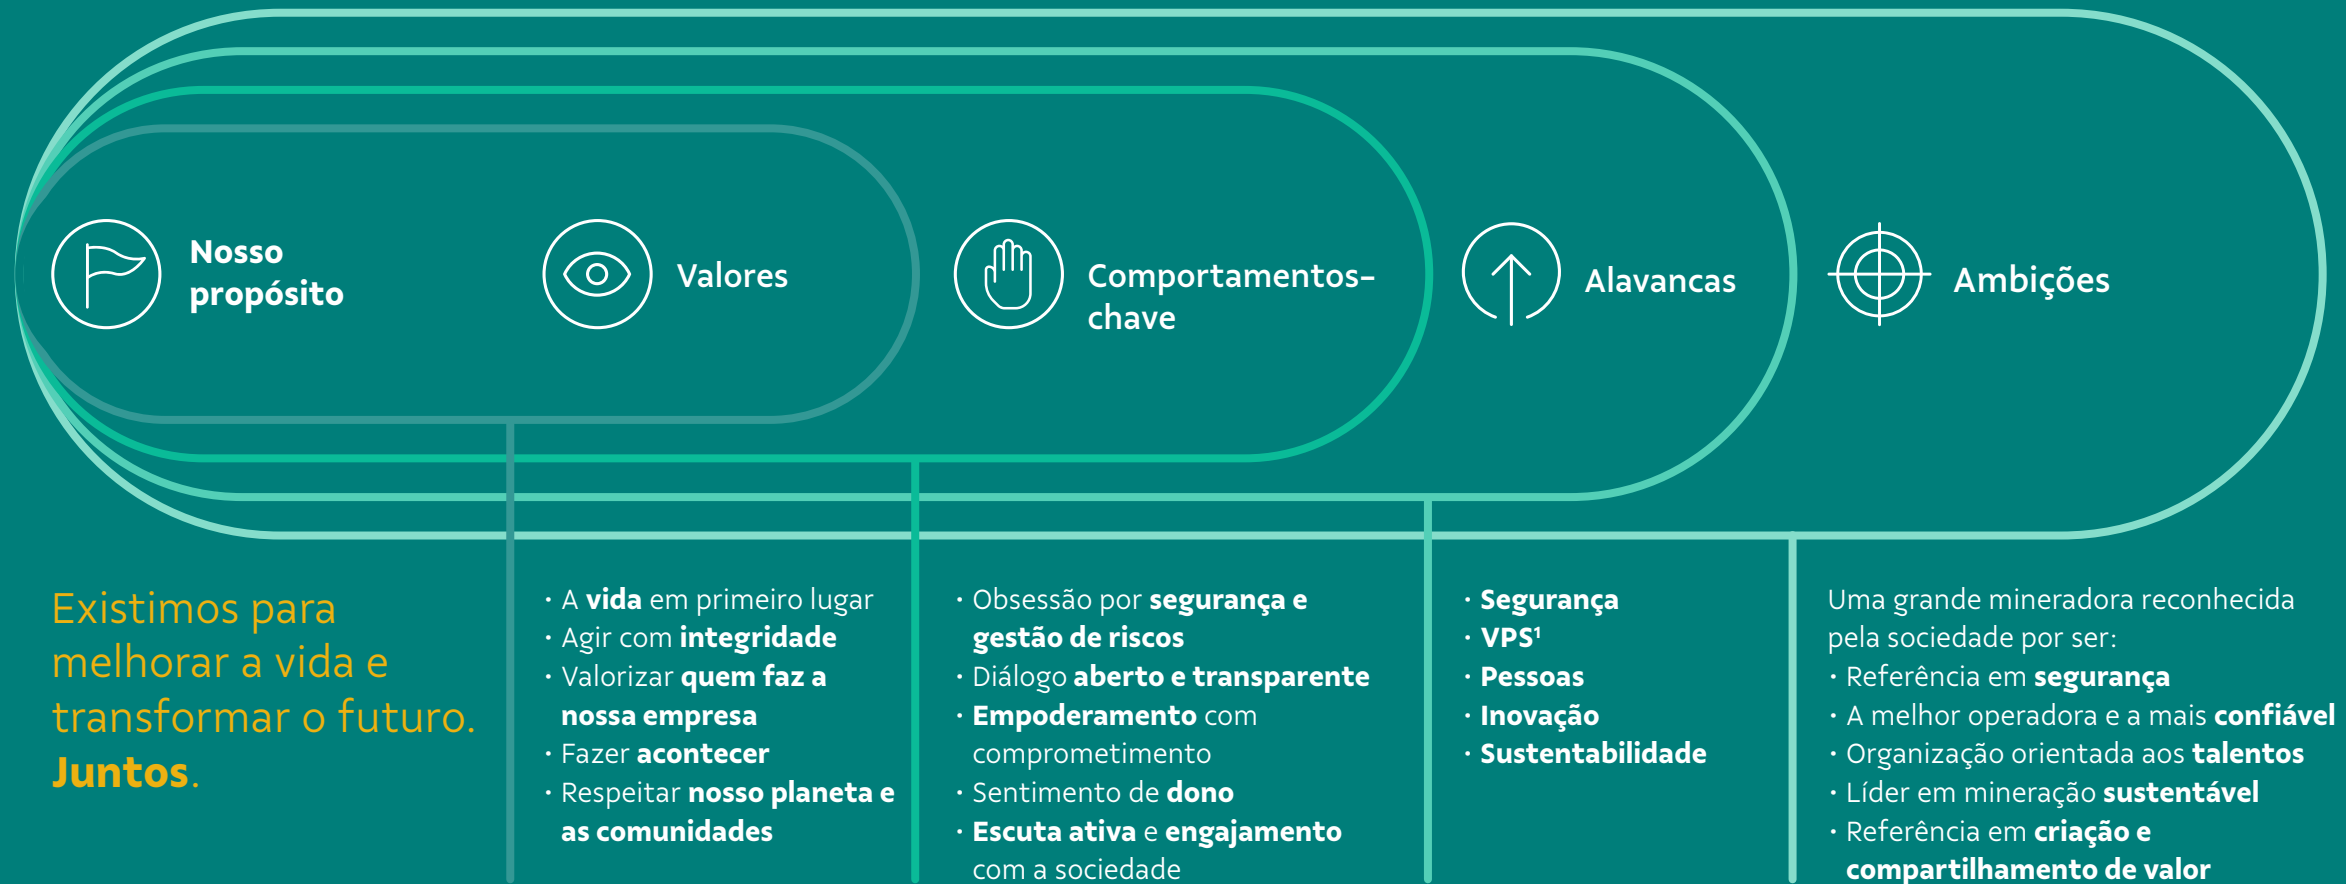 Nosso
propósito
Valores
Comportamentos-
chave
Alavancas
Ambições
Existimos para
melhorar a vida e
transformar o futuro.
Juntos.
· A vida em primeiro lugar
· Agir com integridade
· Valorizar quem faz a
nossa empresa
· Fazer acontecer
· Respeitar nosso planeta e
as comunidades
· Obsessão por segurança e
gestão de riscos
· Diálogo aberto e transparente
· Empoderamento com
comprometimento
· Sentimento de dono
· Escuta ativa e engajamento
com a sociedade
· Segurança
· VPS¹
· Pessoas
· Inovação
· Sustentabilidade
Uma grande mineradora reconhecida
pela sociedade por ser:
· Referência em segurança
· A melhor operadora e a mais confiável
· Organização orientada aos talentos
· Líder em mineração sustentável
· Referência em criação e
compartilhamento de valor